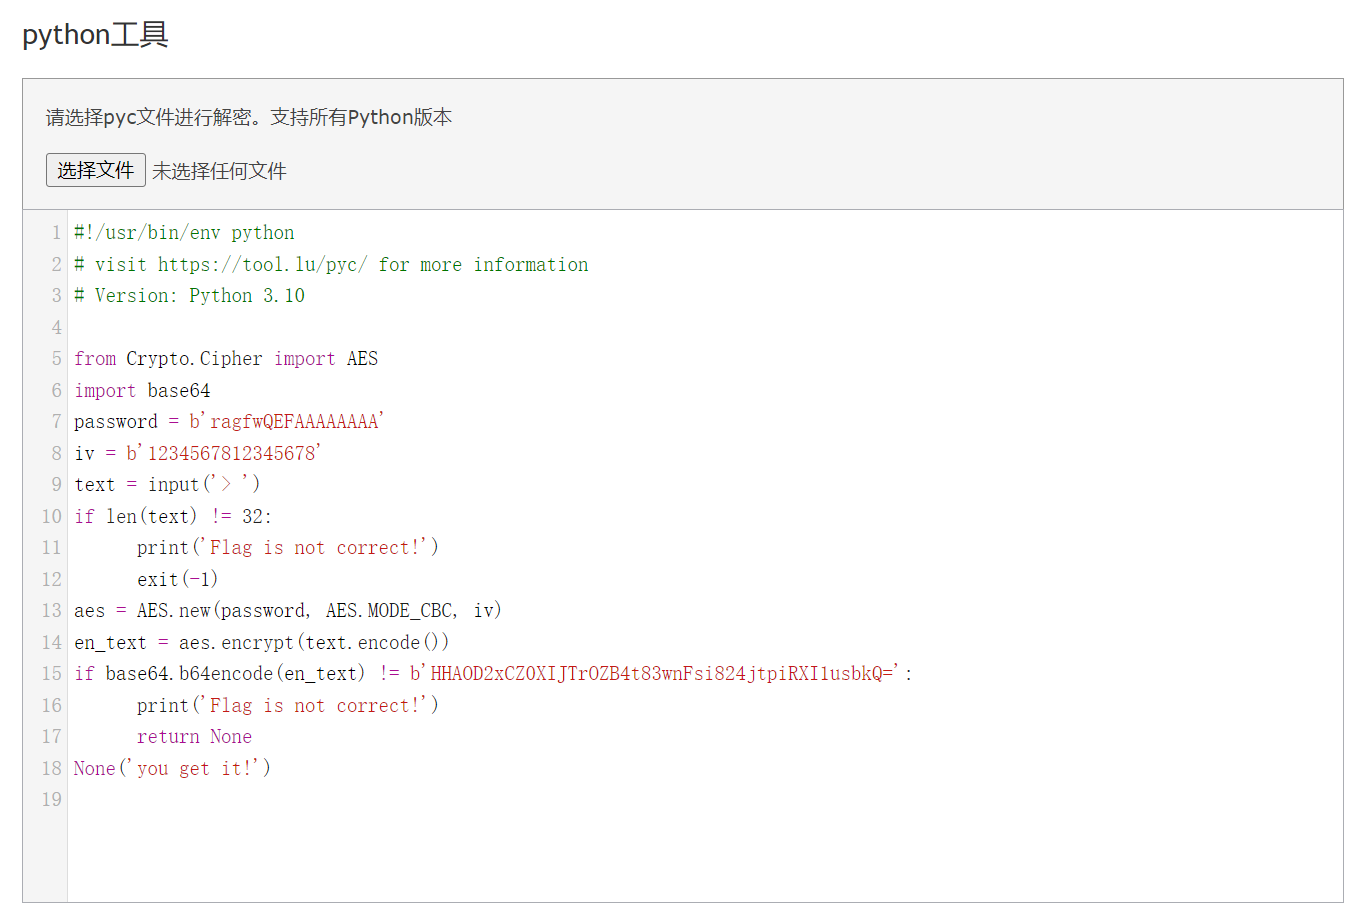 python工具
请选择pyc文件进行解密。支持所有Python版本
选择文件 未选择任何文件
1 #!/usr/bin/env python
2 # visit https://tool.lu/pyc/ for more information
3 # Version: Python 3.10
4
5 from Crypto.Cipher import AES
6 import base64
7 password = b'ragfwQEFAAAAAAAA'
8 iv = b'1234567812345678'
9 text = input('> ')
10 if len(text) != 32:
11 print('Flag is not correct!')
12 exit(-1)
13 aes = AES.new(password, AES.MODE_CBC, iv)
14 en_text = aes.encrypt(text.encode())
15 if base64.b64encode(en_text) != b'HHAOD2xCZ0XIJTrOZB4t83wnFsi824jtpiRXI1usbkQ=':
16 print('Flag is not correct!')
17 return None
18 None('you get it!')
19